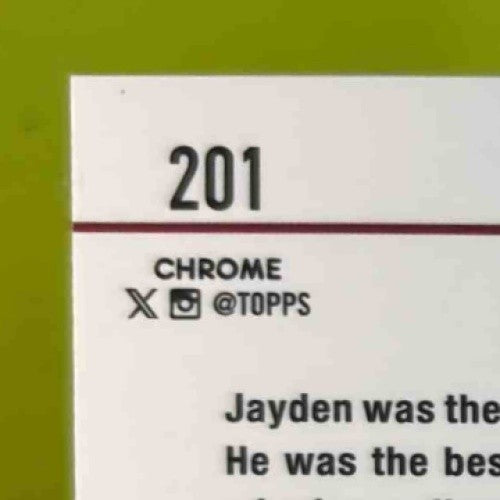 201
CHROME
𝕏 @TOPPS
Jayden was the
He was the bes